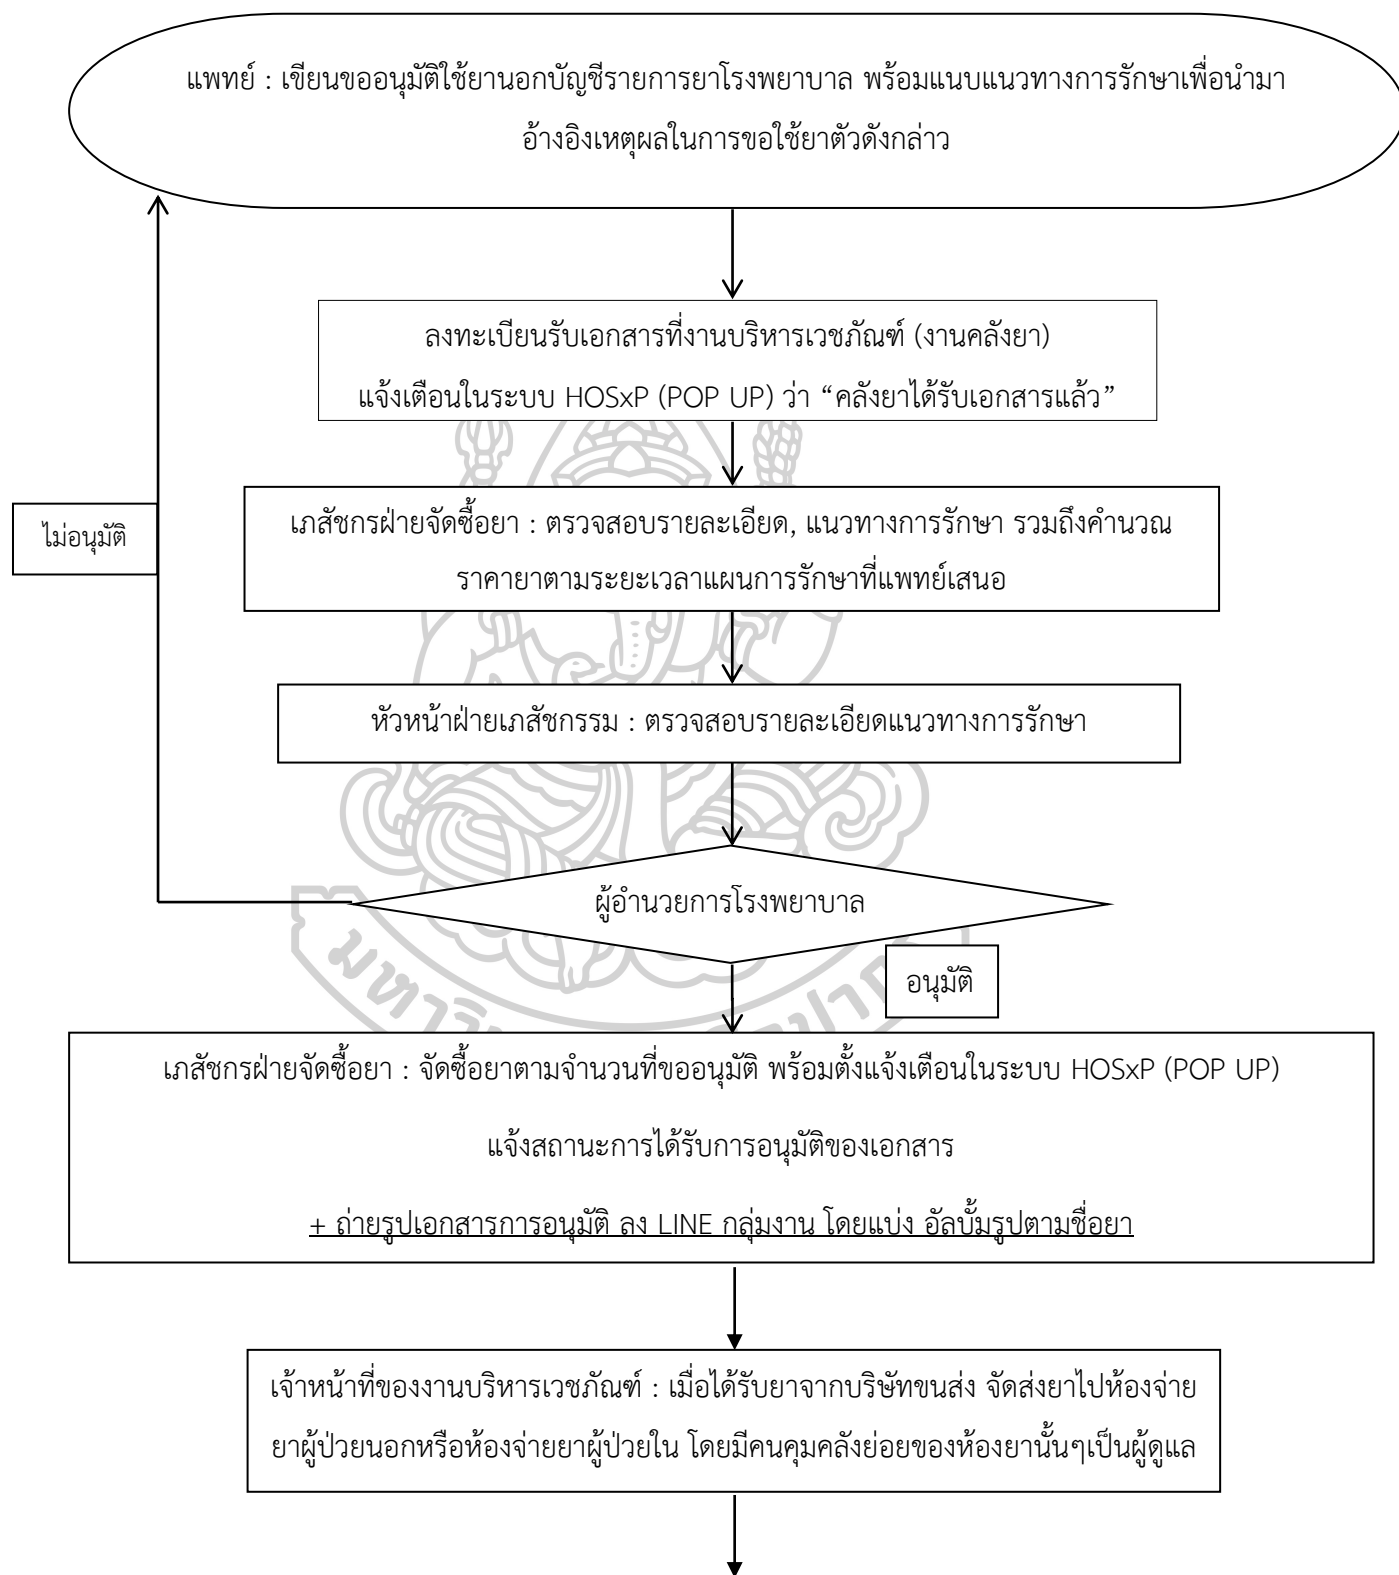 แพทย์ : เขียนขออนุมัติใช้ยานอกบัญชีรายการยาโรงพยาบาล พร้อมแนบแนวทางการรักษาเพื่อนำมา
อ้างอิงเหตุผลในการขอใช้ยาตัวดังกล่าว
ลงทะเบียนรับเอกสารที่งานบริหารเวชภัณฑ์ (งานคลังยา)
แจ้งเตือนในระบบ HOSxP (POP UP) ว่า “คลังยาได้รับเอกสารแล้ว”
ไม่อนุมัติ
เภสัชกรฝ่ายจัดซื้อยา : ตรวจสอบรายละเอียด, แนวทางการรักษา รวมถึงคำนวณ
ราคายาตามระยะเวลาแผนการรักษาที่แพทย์เสนอ
หัวหน้าฝ่ายเภสัชกรรม : ตรวจสอบรายละเอียดแนวทางการรักษา
ผู้อำนวยการโรงพยาบาล
อนุมัติ
เภสัชกรฝ่ายจัดซื้อยา : จัดซื้อยาตามจำนวนที่ขออนุมัติ พร้อมตั้งแจ้งเตือนในระบบ HOSxP (POP UP)
แจ้งสถานะการได้รับการอนุมัติของเอกสาร
+ ถ่ายรูปเอกสารการอนุมัติ ลง LINE กลุ่มงาน โดยแบ่ง อัลบั้มรูปตามชื่อยา
เจ้าหน้าที่ของงานบริหารเวชภัณฑ์ : เมื่อได้รับยาจากบริษัทขนส่ง จัดส่งยาไปห้องจ่าย
ยาผู้ป่วยนอกหรือห้องจ่ายยาผู้ป่วยใน โดยมีคนคุมคลังย่อยของห้องยานั้นๆเป็นผู้ดูแล